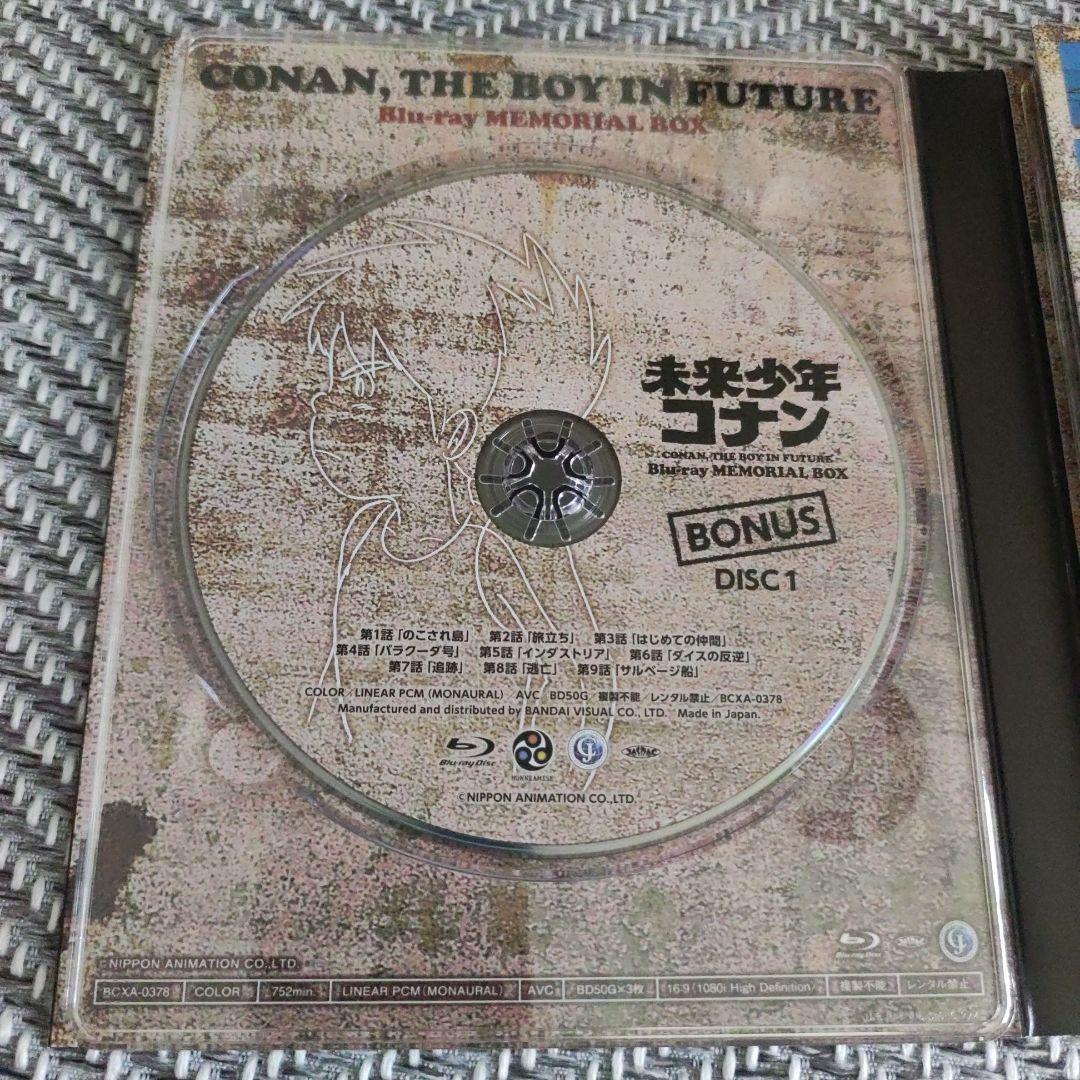 CONAN, THE BOY IN FUTURE
Blu-ray MEMORIAL BOX
未来少年
コナン
CONAN, THE BOY IN FUTURE
Blu-ray MEMORIAL BOX
BONUS
DISC 1
第1話「のこされ島」 第2話「旅立ち」 第3話「はじめての仲間」
第4話「バラクーダ号」 第5話「インダストリア」 第6話「ダイスの反逆」
第7話「追跡」 第8話「逃亡」 第9話「サルベージ船」
COLOR/LINEAR PCM(MONAURAL)/AVC/BD50G/複製不能/レンタル禁止/BCXA-0378
Manufactured and distributed by BANDAI VISUAL CO., LTD. Made in Japan.
Blu-ray Disc HONNEAMISE JASRAC
©NIPPON ANIMATION CO.,LTD.
Blu-ray Disc JASRAC
©NIPPON ANIMATION CO.,LTD.
BCXA-0378 COLOR 752min. LINEAR PCM(MONAURAL) AVC BD50G×3枚 16:9(1080i High Definition) 複製不能 レンタル禁止